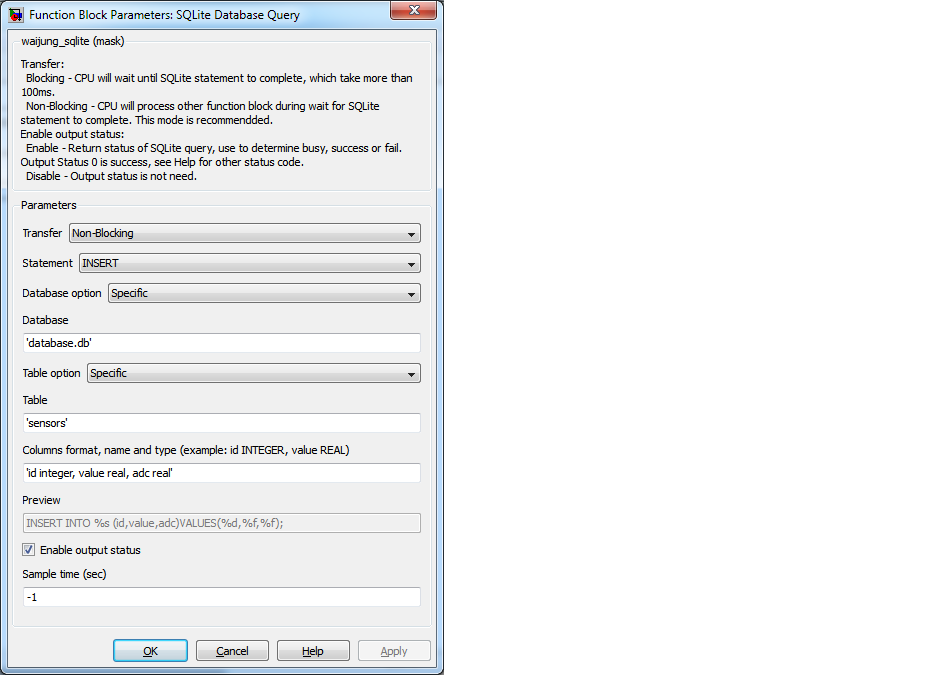 Function Block Parameters: SQLite Database Query
waijung_sqlite (mask)
Transfer:
Blocking - CPU will wait until SQLite statement to complete, which take more than
100ms.
Non-Blocking - CPU will process other function block during wait for SQLite
statement to complete. This mode is recommendded.
Enable output status:
Enable - Return status of SQLite query, use to determine busy, success or fail.
Output Status 0 is success, see Help for other status code.
Disable - Output status is not need.
Parameters
Transfer Non-Blocking
Statement INSERT
Database option Specific
Database
'database.db'
Table option Specific
Table
'sensors'
Columns format, name and type (example: id INTEGER, value REAL)
'id integer, value real, adc real'
Preview
INSERT INTO %s (id,value,adc)VALUES(%d,%f,%f);
Enable output status
Sample time (sec)
-1
OK Cancel Help Apply